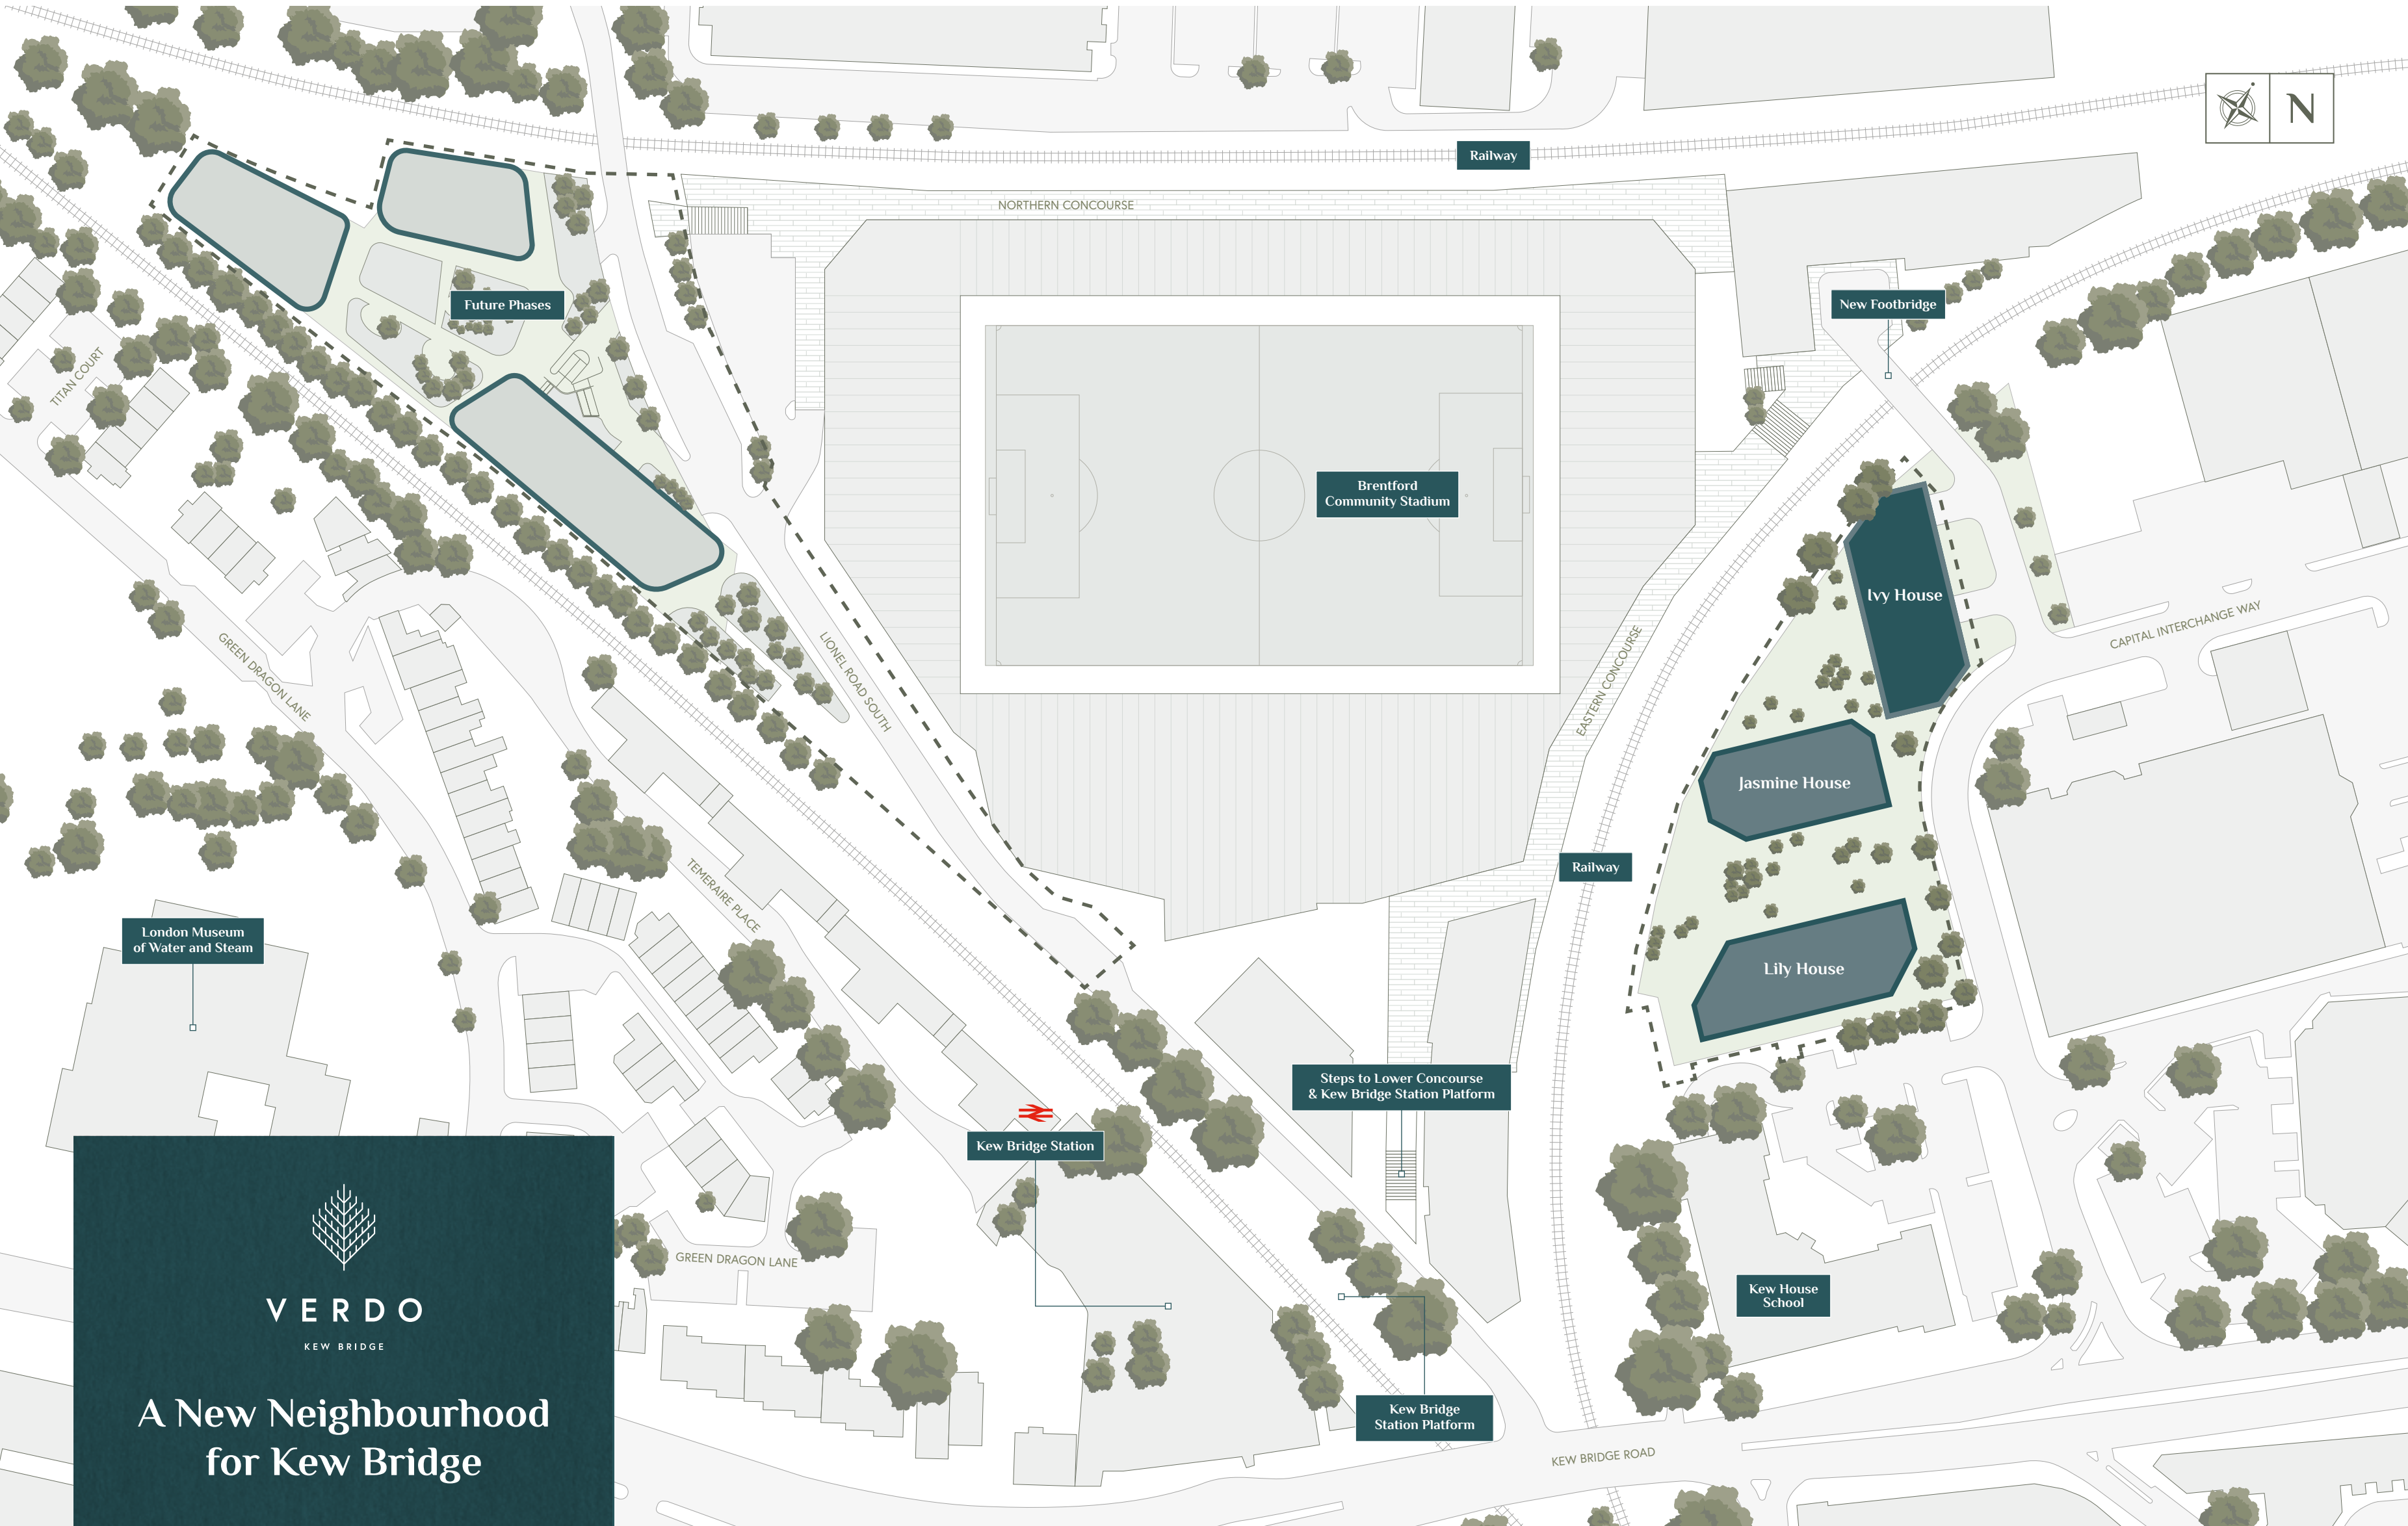 N
Railway
NORTHERN CONCOURSE
Future Phases
New Footbridge
TITAN COURT
Brentford
Community Stadium
Ivy House
CAPITAL INTERCHANGE WAY
GREEN DRAGON LANE
LIONEL ROAD SOUTH
EASTERN CONCOURSE
Jasmine House
Railway
TEMERAIRE PLACE
London Museum
of Water and Steam
Lily House
Steps to Lower Concourse
& Kew Bridge Station Platform
Kew Bridge Station
GREEN DRAGON LANE
Kew House
School
Kew Bridge
Station Platform
KEW BRIDGE ROAD
VERDO
KEW BRIDGE
A New Neighbourhood
for Kew Bridge